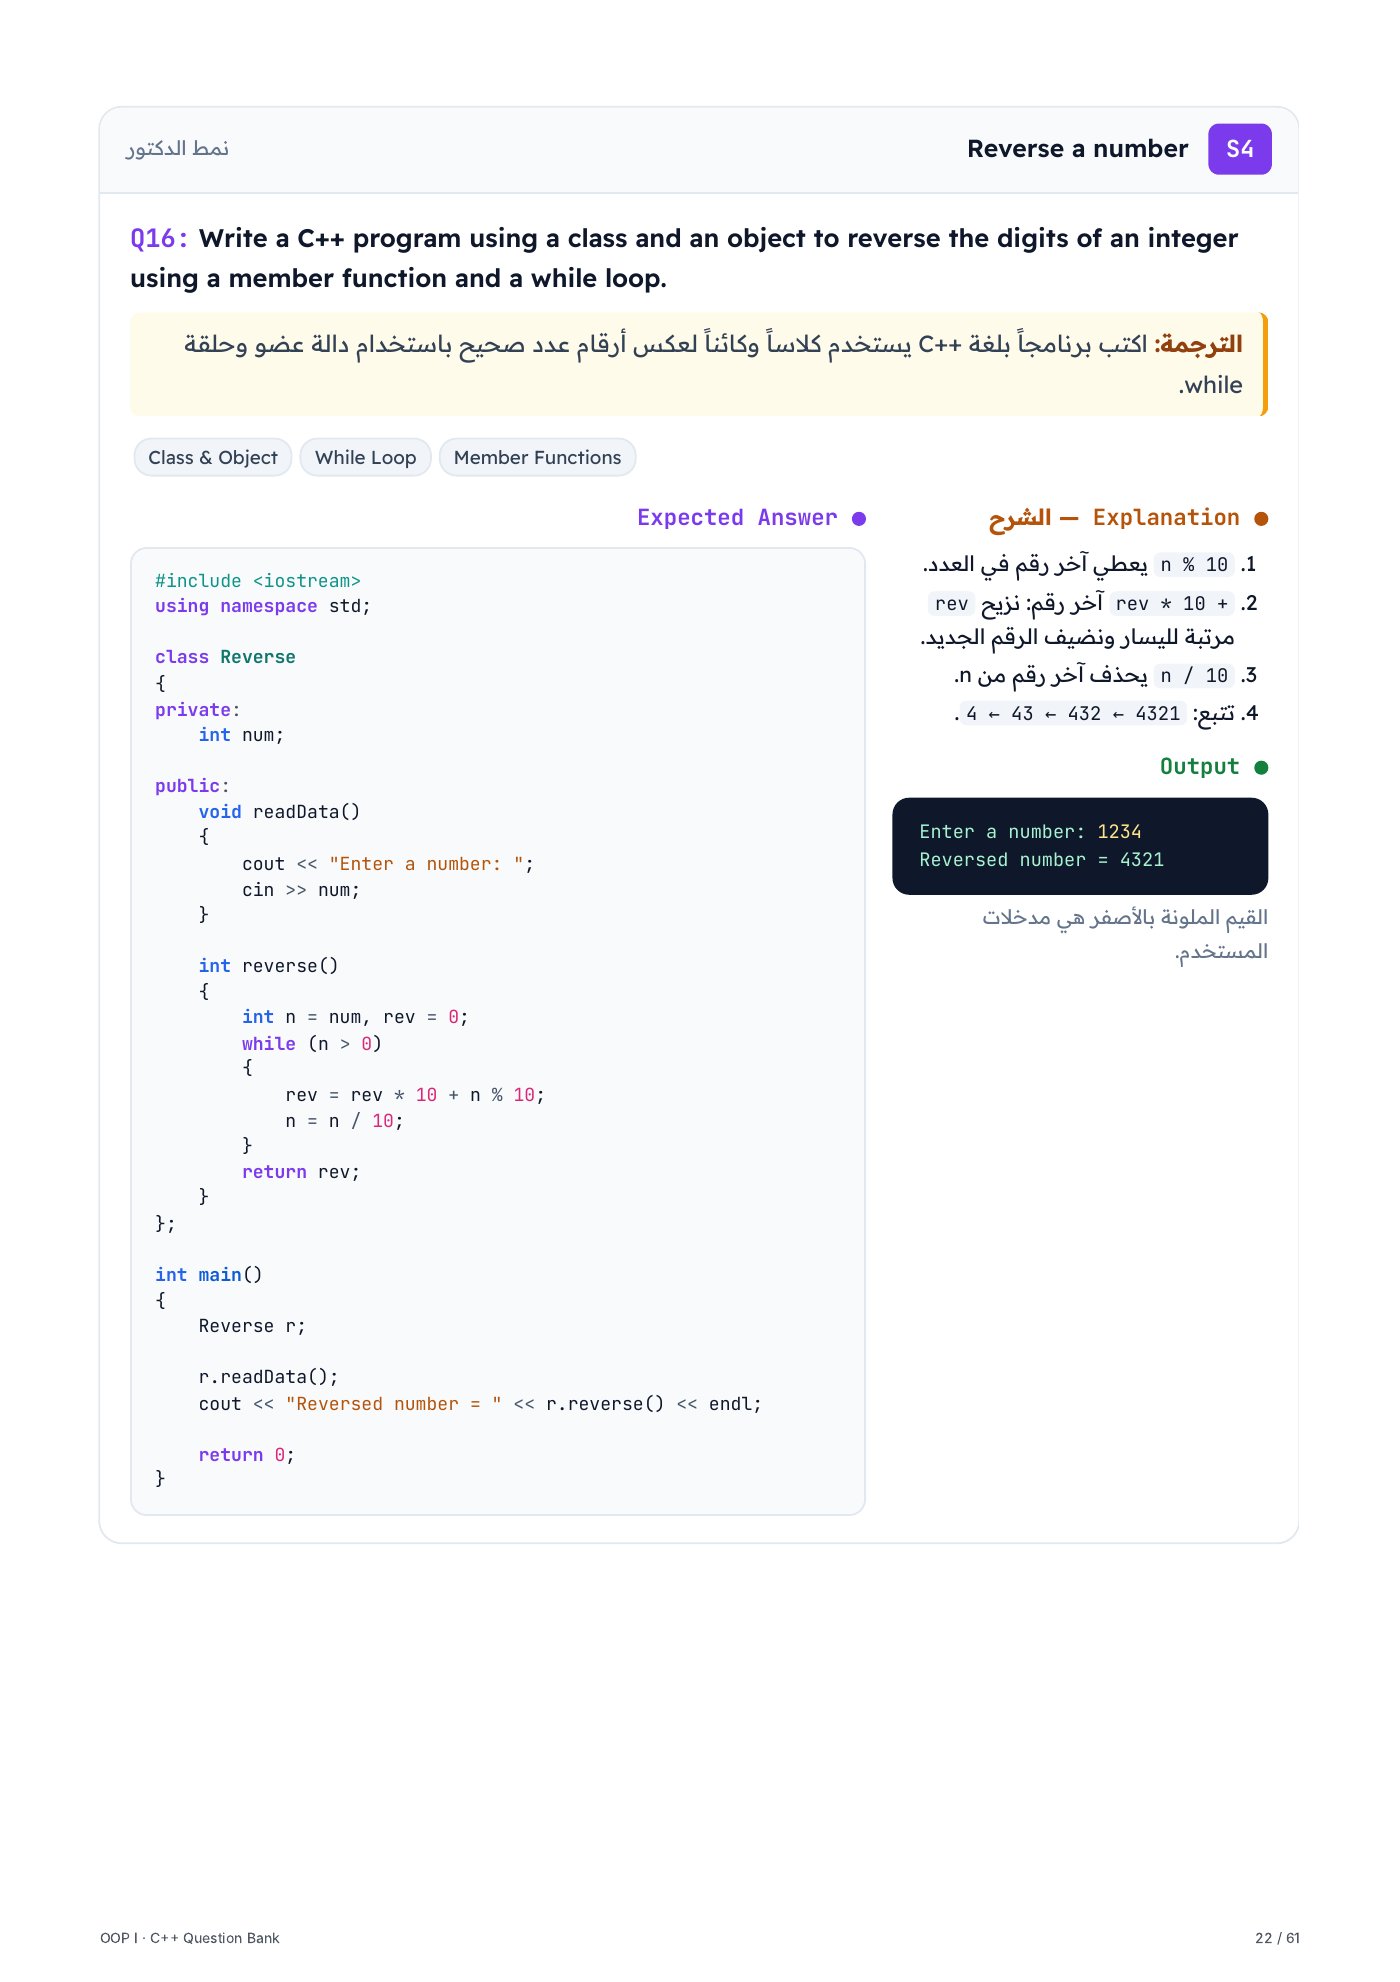 S4 Reverse a number
نمط الدكتور
Q16: Write a C++ program using a class and an object to reverse the digits of an integer
using a member function and a while loop.
الترجمة: اكتب برنامجاً بلغة C++ يستخدم كلاساً وكائناً لعكس أرقام عدد صحيح باستخدام دالة عضو وحلقة
while.
Class & Object
While Loop
Member Functions
Expected Answer
#include <iostream>
using namespace std;

class Reverse
{
private:
    int num;

public:
    void readData()
    {
        cout << "Enter a number: ";
        cin >> num;
    }

    int reverse()
    {
        int n = num, rev = 0;
        while (n > 0)
        {
            rev = rev * 10 + n % 10;
            n = n / 10;
        }
        return rev;
    }
};

int main()
{
    Reverse r;

    r.readData();
    cout << "Reversed number = " << r.reverse() << endl;

    return 0;
}
Explanation — الشرح
1. n % 10 يعطي آخر رقم في العدد.
2. rev * 10 + آخر رقم: نزيح rev
مرتبة لليسار ونضيف الرقم الجديد.
3. n / 10 يحذف آخر رقم من n.
4. تتبع: 4 ← 43 ← 432 ← 4321.
Output
Enter a number: 1234
Reversed number = 4321
القيم الملونة بالأصفر هي مدخلات
المستخدم.
OOP I · C++ Question Bank
22 / 61